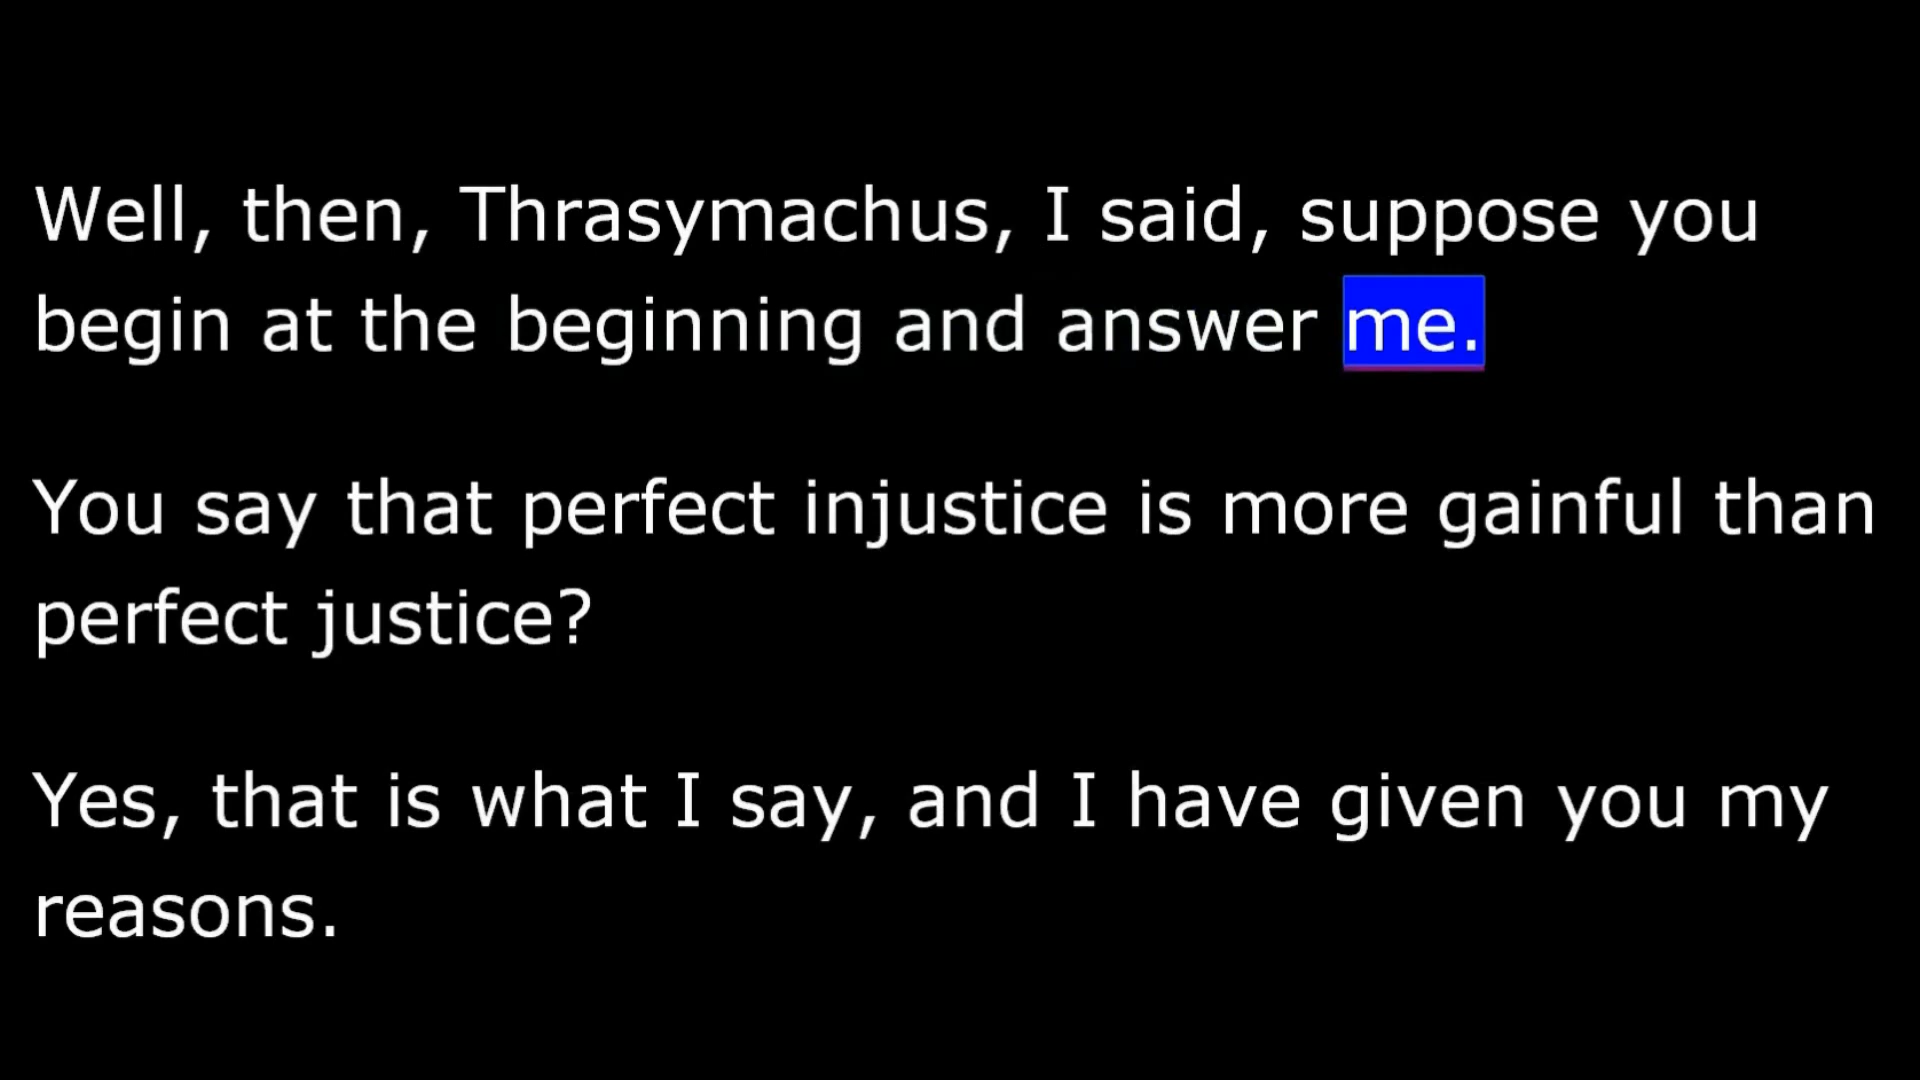 Well, then, Thrasymachus, I said, suppose you
begin at the beginning and answer me.
You say that perfect injustice is more gainful than
perfect justice?
Yes, that is what I say, and I have given you my
reasons.